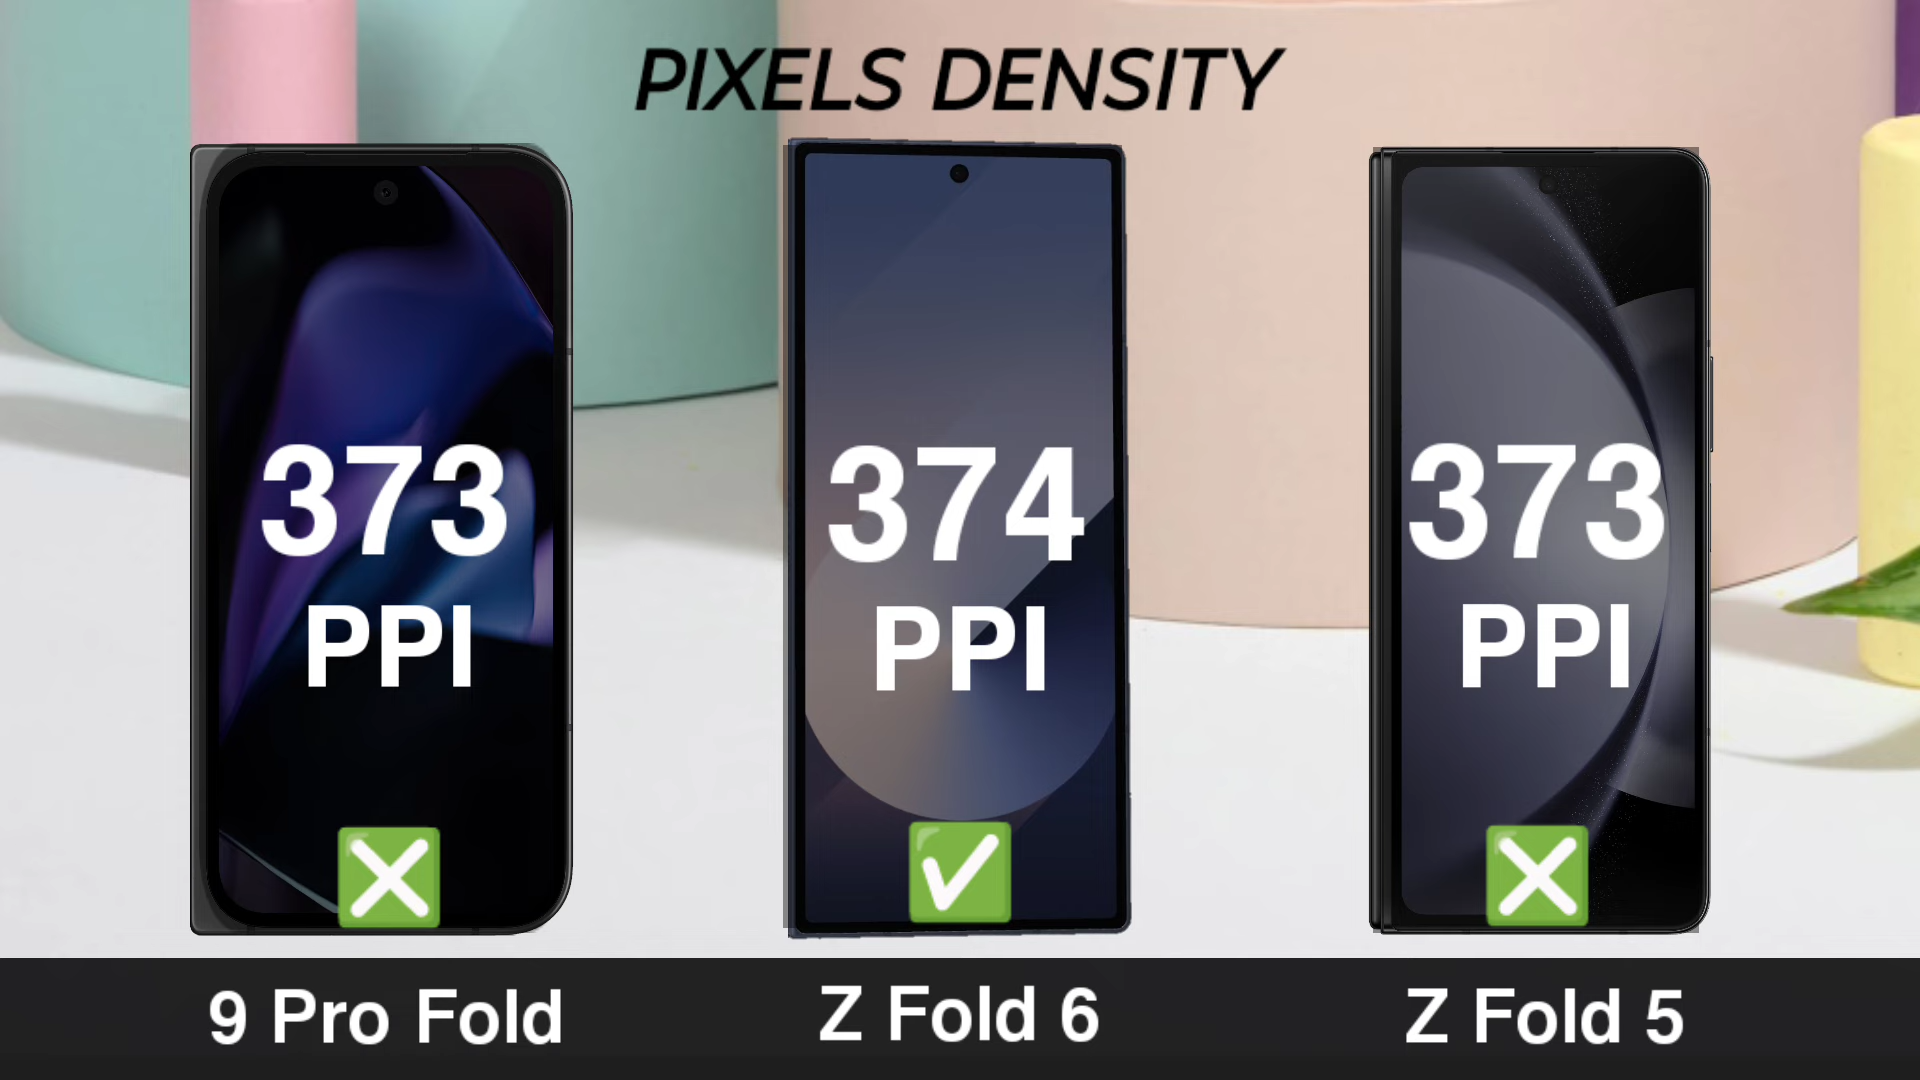 PIXELS DENSITY
373
PPI
374
PPI
373
PPI
9 Pro Fold
Z Fold 6
Z Fold 5